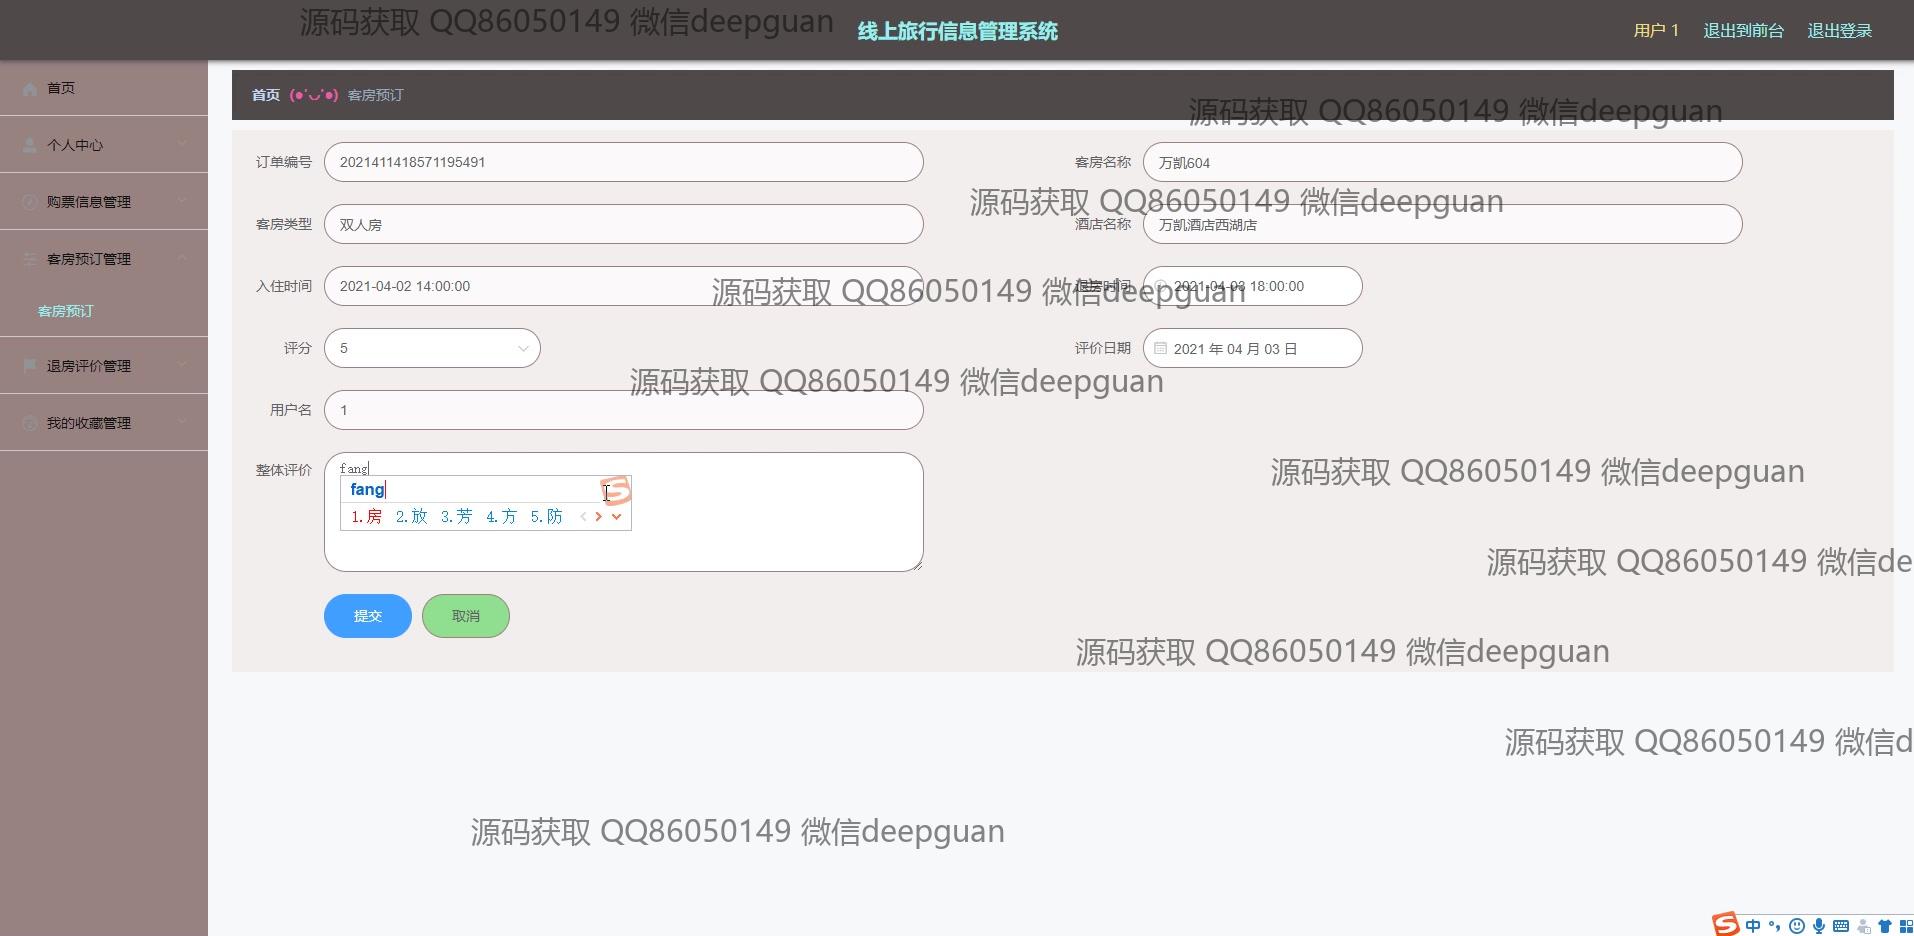 源码获取 QQ86050149 微信deepguan
线上旅行信息管理系统
用户 1 退出到前台 退出登录
首页
个人中心
购票信息管理
客房预订管理
客房预订
退房评价管理
我的收藏管理
首页 (●'◡'●) 客房预订
源码获取 QQ86050149 微信deepguan
订单编号 2021411418571195491
客房名称 万凯604
源码获取 QQ86050149 微信deepguan
客房类型 双人房
酒店名称 万凯酒店西湖店
入住时间 2021-04-02 14:00:00
退房时间 2021-04-03 18:00:00
源码获取 QQ86050149 微信deepguan
评分 5
评价日期 2021 年 04 月 03 日
源码获取 QQ86050149 微信deepguan
用户名 1
整体评价 fang
fang
1.房 2.放 3.芳 4.方 5.防
源码获取 QQ86050149 微信deepguan
源码获取 QQ86050149 微信de
提交 取消
源码获取 QQ86050149 微信deepguan
源码获取 QQ86050149 微信d
源码获取 QQ86050149 微信deepguan
中